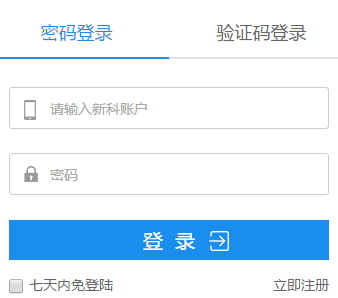 密码登录 验证码登录
请输入新科账户
密码
登 录
七天内免登陆 立即注册